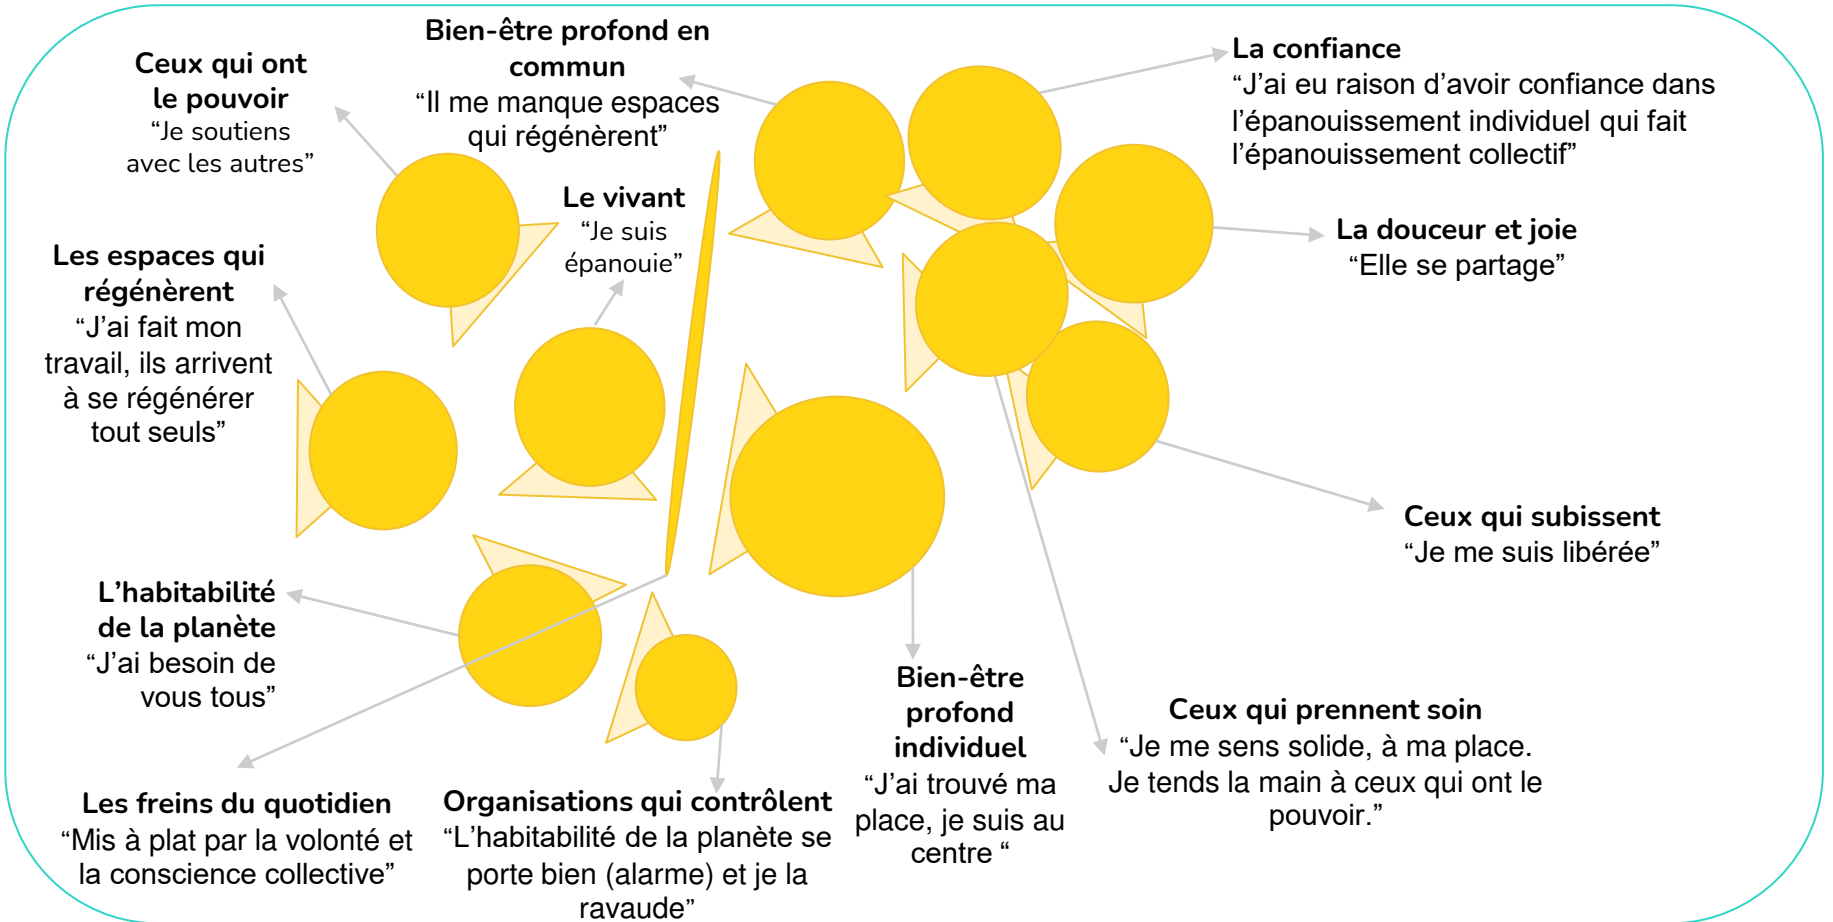 Ceux qui ont
le pouvoir
“Je soutiens
avec les autres”
Bien-être profond en
commun
“Il me manque espaces
qui régénèrent”
La confiance
“J’ai eu raison d’avoir confiance dans
l’épanouissement individuel qui fait
l’épanouissement collectif”
Le vivant
“Je suis
épanouie”
La douceur et joie
“Elle se partage”
Les espaces qui
régénèrent
“J’ai fait mon
travail, ils arrivent
à se régénérer
tout seuls”
Ceux qui subissent
“Je me suis libérée”
L’habitabilité
de la planète
“J’ai besoin de
vous tous”
Bien-être
profond
individuel
“J’ai trouvé ma
place, je suis au
centre “
Ceux qui prennent soin
“Je me sens solide, à ma place.
Je tends la main à ceux qui ont le
pouvoir.”
Les freins du quotidien
“Mis à plat par la volonté et
la conscience collective”
Organisations qui contrôlent
“L’habitabilité de la planète se
porte bien (alarme) et je la
ravaude”